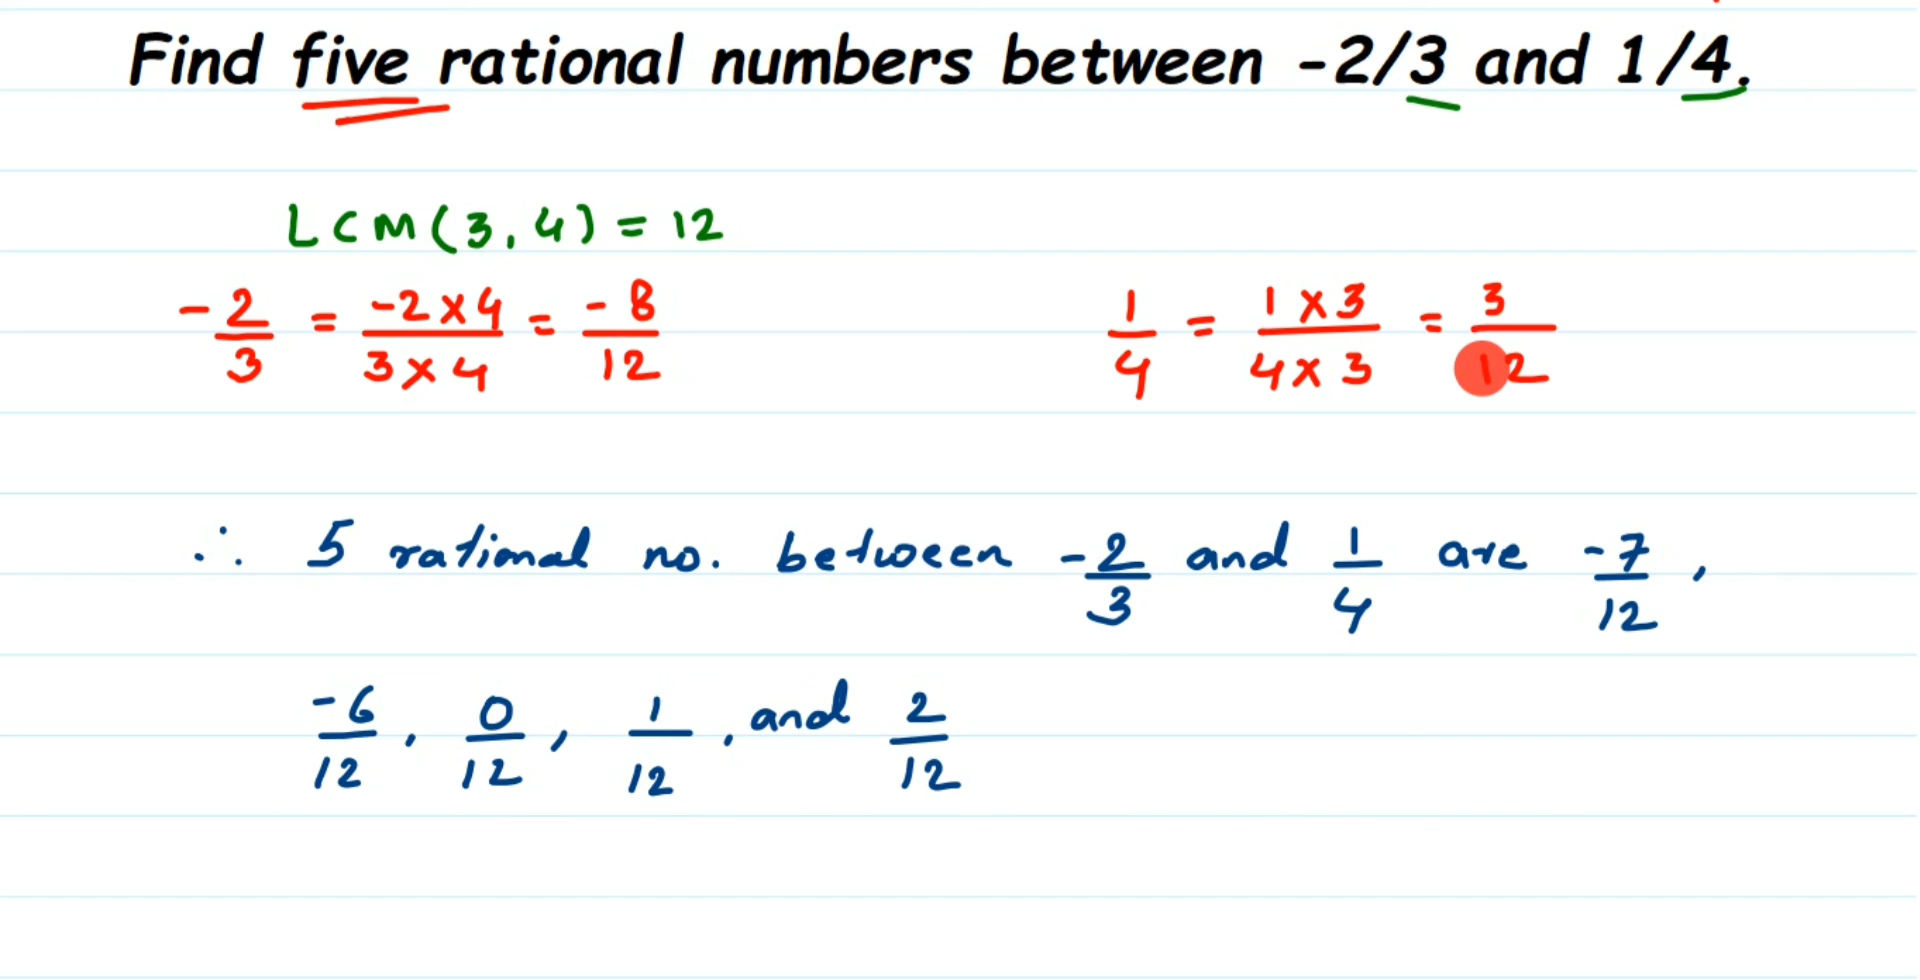 Find five rational numbers between -2/3 and 1/4.
LCM(3,4) = 12
-2/3 = -2×4/3×4 = -8/12
1/4 = 1×3/4×3 = 3/12
∴ 5 rational no. between -2/3 and 1/4 are -7/12,
-6/12, 0/12, 1/12, and 2/12